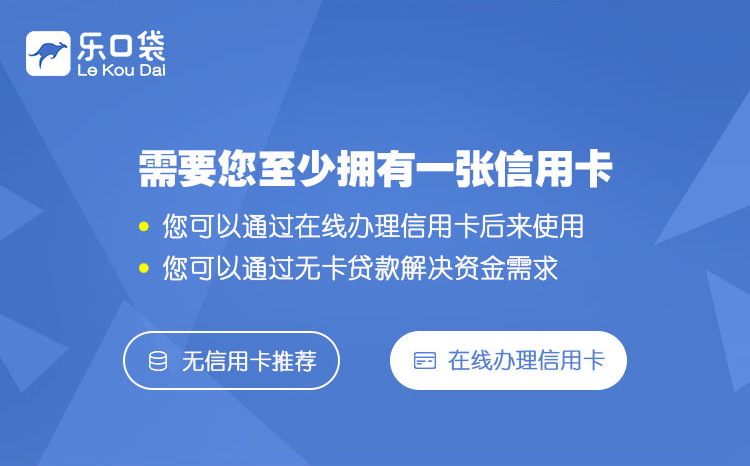 乐口袋
Le Kou Dai
需要您至少拥有一张信用卡
您可以通过在线办理信用卡后来使用
您可以通过无卡贷款解决资金需求
无信用卡推荐
在线办理信用卡